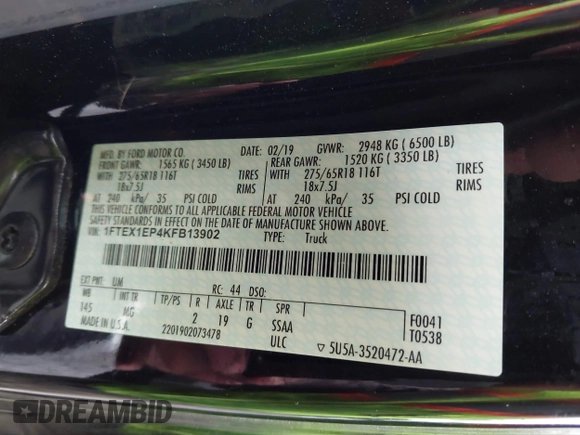 MFD. BY FORD MOTOR CO. DATE: 02/19 GVWR: 2948 KG ( 6500 LB)
FRONT GAWR: 1565 KG ( 3450 LB) REAR GAWR: 1520 KG ( 3350 LB)
WITH 275/65R18 116T TIRES WITH 275/65R18 116T TIRES
18x7.5J RIMS 18x7.5J RIMS
AT 240 kPa/ 35 PSI COLD AT 240 kPa/ 35 PSI COLD
THIS VEHICLE CONFORMS TO ALL APPLICABLE FEDERAL MOTOR VEHICLE
SAFETY AND THEFT PREVENTION STANDARDS IN EFFECT ON THE DATE OF
MANUFACTURE SHOWN ABOVE.
VIN: 1FTEX1EP4KFB13902 TYPE: Truck
EXT PNT: UM RC: 44 DSO:
WB INT TR TP/PS R AXLE TR SPR F0041
145 MG 2 19 G SSAA T0538
MADE IN U.S.A. 2201902073478 ULC 5U5A-3520472-AA
DREAMBID